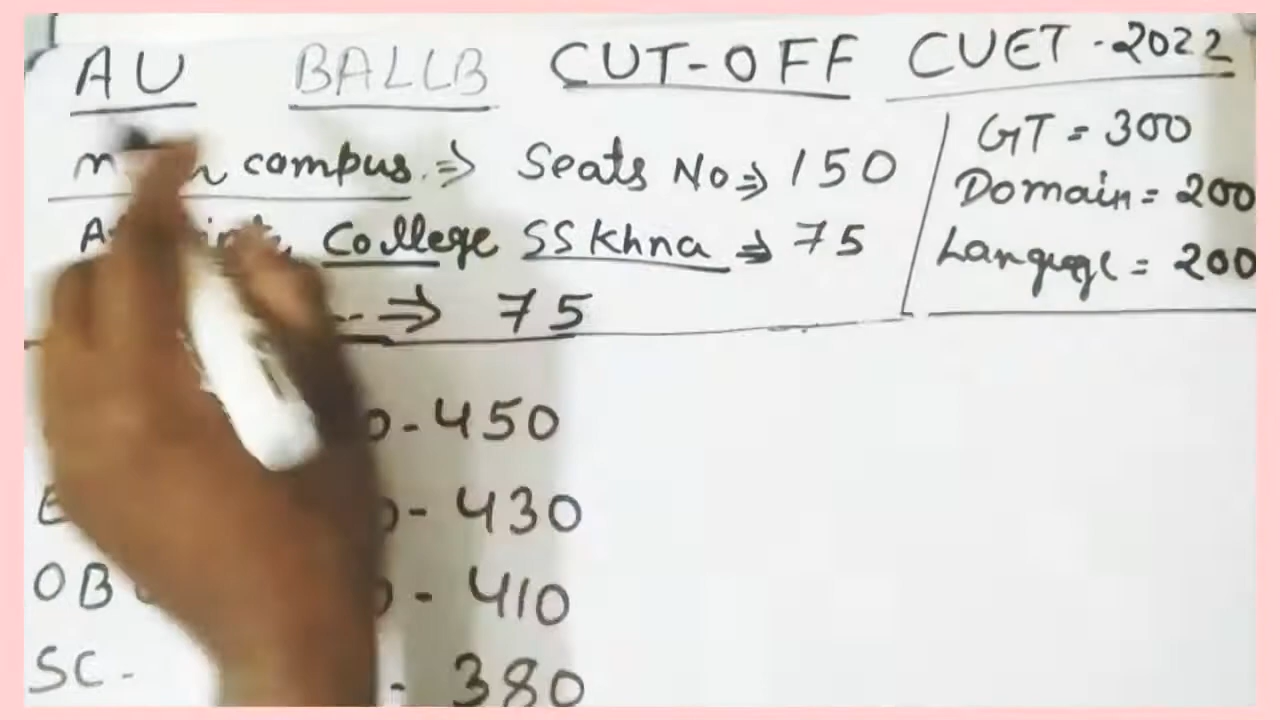 AU BALLB CUT-OFF CUET-2022
campus. => Seats No => 150
College SS Khna => 75
=> 75
GT = 300
Domain = 200
Languge = 200
- 450
- 430
OB - 410
SC. - 380